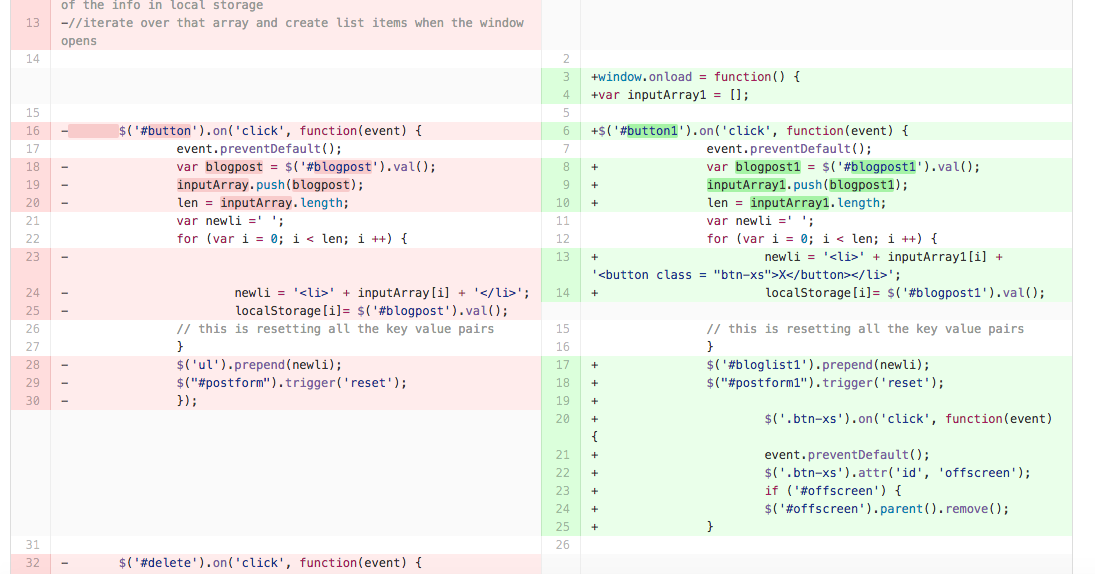 of the info in local storage
13 -//iterate over that array and create list items when the window
opens
14
15
16 - $('#button').on('click', function(event) {
17 event.preventDefault();
18 - var blogpost = $('#blogpost').val();
19 - inputArray.push(blogpost);
20 - len = inputArray.length;
21 var newli =' ';
22 for (var i = 0; i < len; i ++) {
23 -
24 - newli = '<li>' + inputArray[i] + '</li>';
25 - localStorage[i]= $('#blogpost').val();
26 // this is resetting all the key value pairs
27 }
28 - $('ul').prepend(newli);
29 - $("#postform").trigger('reset');
30 - });
31
32 - $('#delete').on('click', function(event) {
2
3 +window.onload = function() {
4 +var inputArray1 = [];
5
6 +$('#button1').on('click', function(event) {
7 event.preventDefault();
8 + var blogpost1 = $('#blogpost1').val();
9 + inputArray1.push(blogpost1);
10 + len = inputArray1.length;
11 var newli =' ';
12 for (var i = 0; i < len; i ++) {
13 + newli = '<li>' + inputArray1[i] +
'<button class = "btn-xs">X</button></li>';
14 + localStorage[i]= $('#blogpost1').val();
15 // this is resetting all the key value pairs
16 }
17 + $('#bloglist1').prepend(newli);
18 + $("#postform1").trigger('reset');
19 +
20 + $('.btn-xs').on('click', function(event)
{
21 + event.preventDefault();
22 + $('.btn-xs').attr('id', 'offscreen');
23 + if ('#offscreen') {
24 + $('#offscreen').parent().remove();
25 + }
26